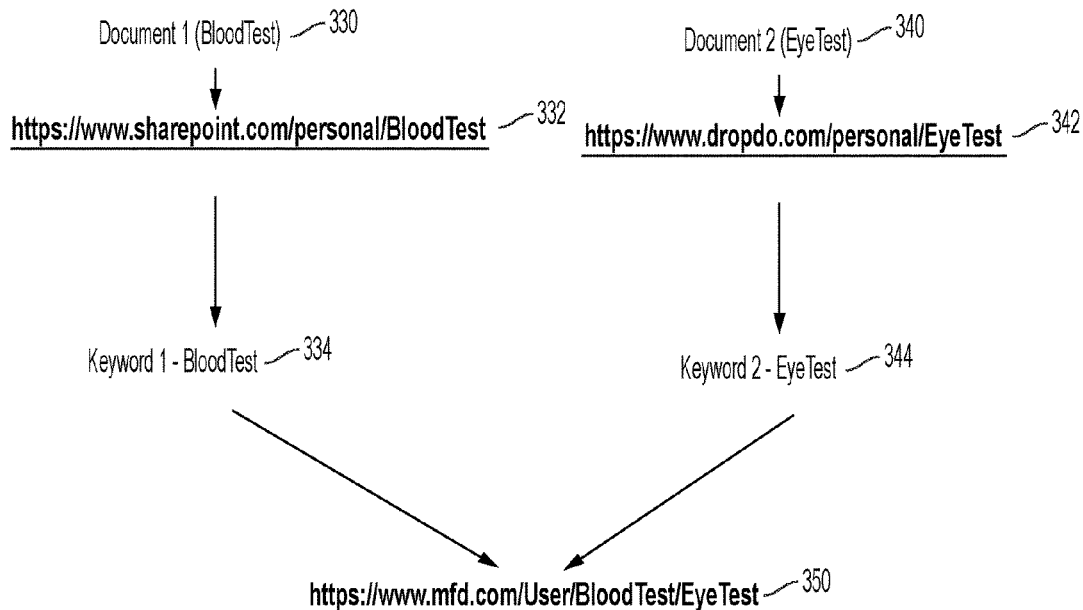 Document 1 (BloodTest) 330
Document 2 (EyeTest) 340
https://www.sharepoint.com/personal/BloodTest 332
https://www.dropdo.com/personal/EyeTest 342
Keyword 1 - BloodTest 334
Keyword 2 - EyeTest 344
https://www.mfd.com/User/BloodTest/EyeTest 350